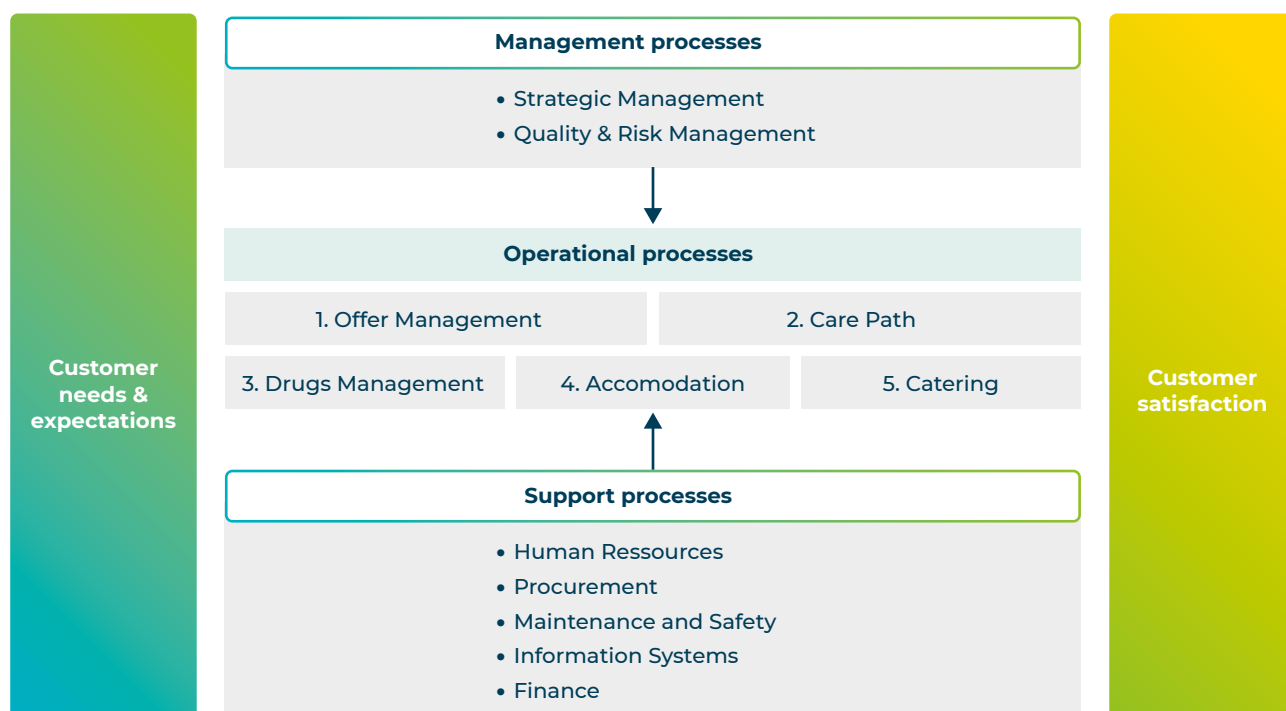 Management processes
• Strategic Management
• Quality & Risk Management
Operational processes
1. Offer Management
2. Care Path
Customer
needs &
expectations
3. Drugs Management
4. Accomodation
5. Catering
Customer
satisfaction
Support processes
• Human Ressources
• Procurement
• Maintenance and Safety
• Information Systems
• Finance